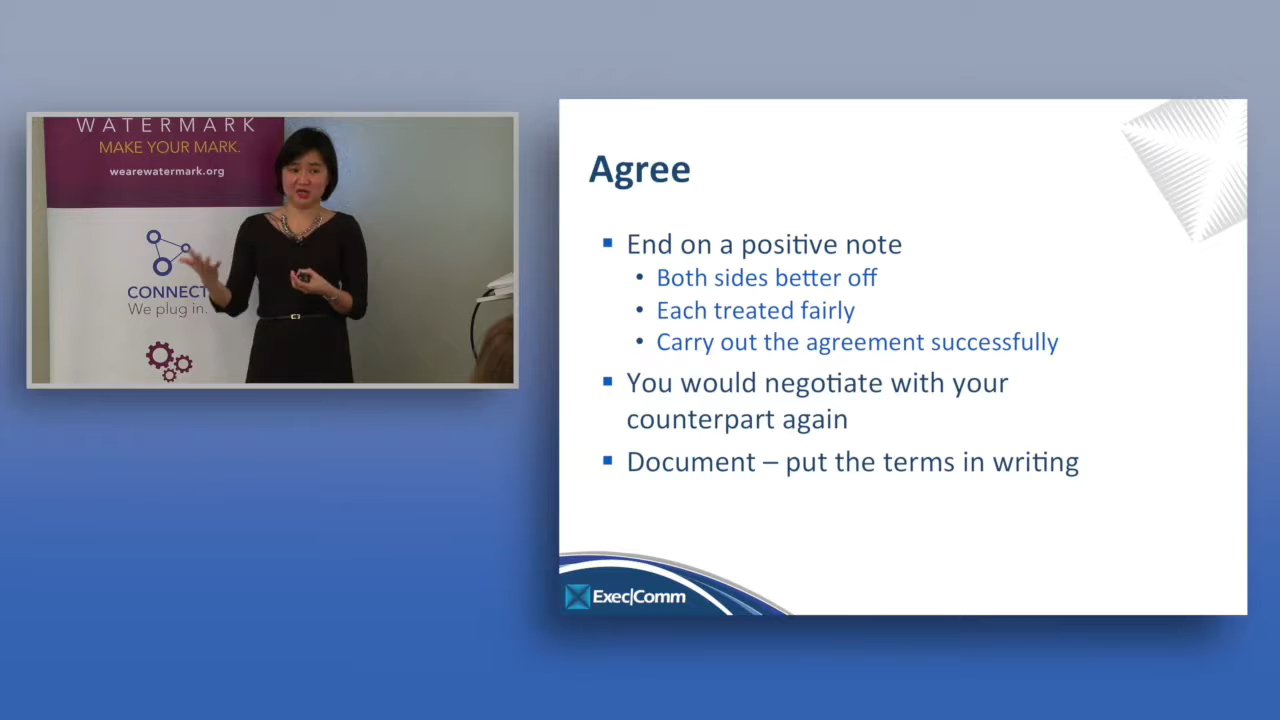 WATERMARK
MAKE YOUR MARK.
wearewatermark.org
CONNECT
We plug in.
Agree
End on a positive note
Both sides better off
Each treated fairly
Carry out the agreement successfully
You would negotiate with your
counterpart again
Document – put the terms in writing
Exec|Comm